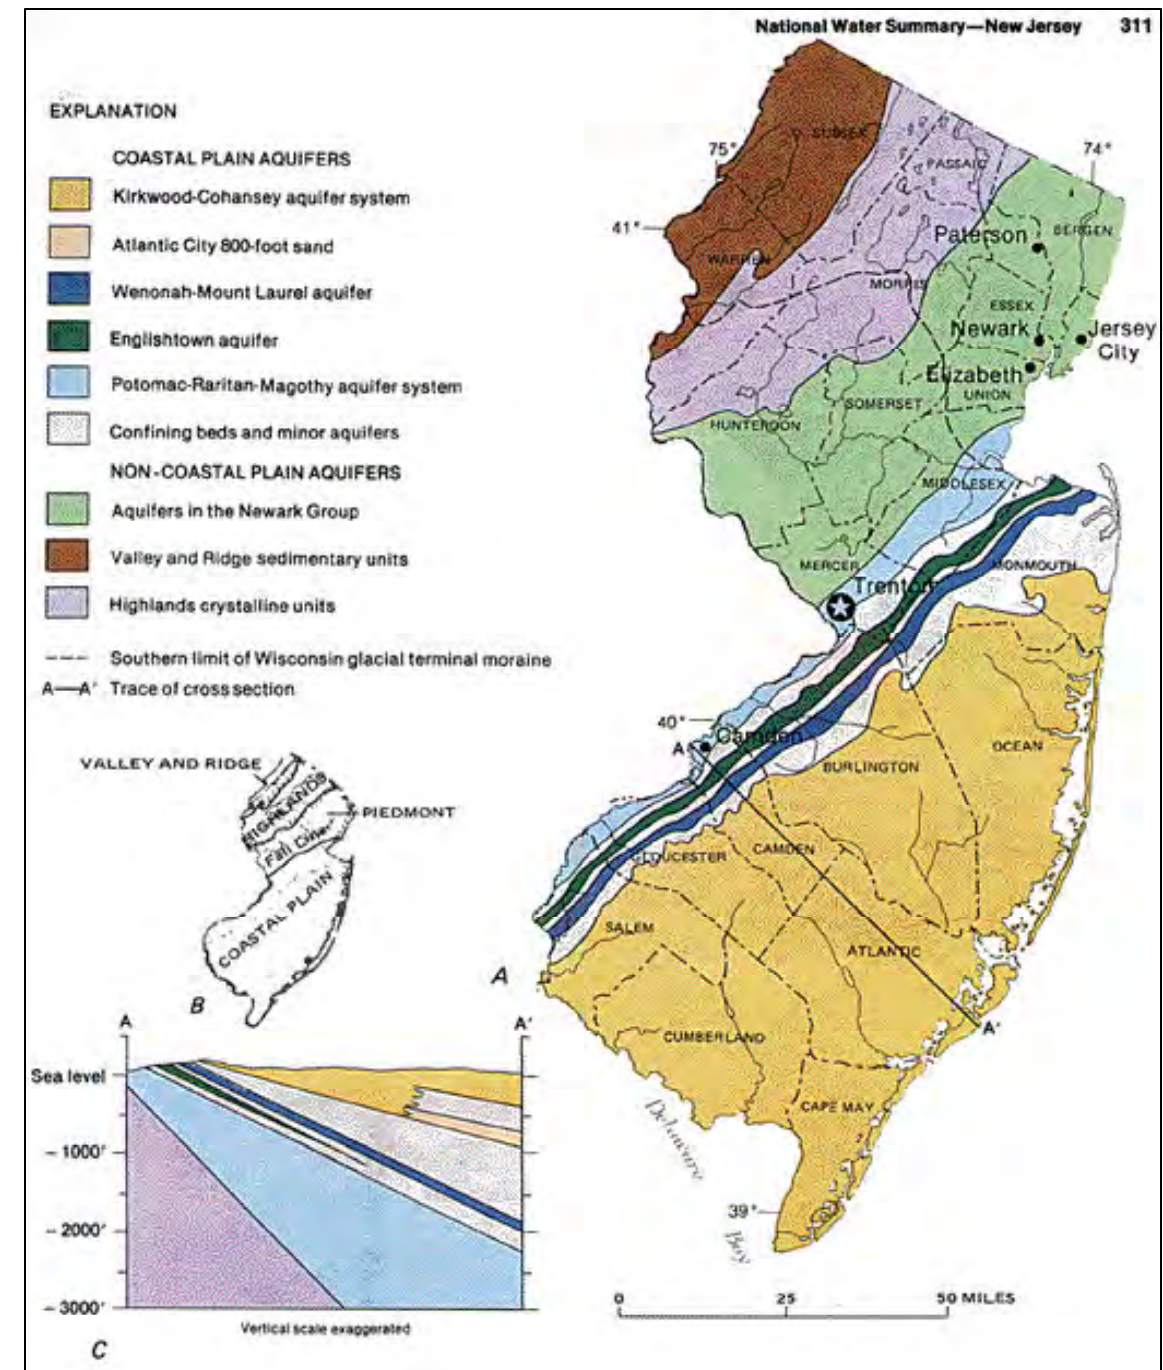 National Water Summary—New Jersey 311
EXPLANATION
COASTAL PLAIN AQUIFERS
Kirkwood-Cohansey aquifer system
Atlantic City 800-foot sand
Wenonah-Mount Laurel aquifer
Englishtown aquifer
Potomac-Raritan-Magothy aquifer system
Confining beds and minor aquifers
NON-COASTAL PLAIN AQUIFERS
Aquifers in the Newark Group
Valley and Ridge sedimentary units
Highlands crystalline units
Southern limit of Wisconsin glacial terminal moraine
A—A' Trace of cross section
75°
74°
41°
SUSSEX
PASSAIC
BERGEN
Paterson
WARREN
MORRIS
ESSEX
Newark
Jersey
City
Elizabeth
UNION
SOMERSET
HUNTERDON
MIDDLESEX
MERCER
MONMOUTH
Trenton
40°
A
Camden
OCEAN
BURLINGTON
CAMDEN
GLOUCESTER
SALEM
ATLANTIC
A'
CUMBERLAND
CAPE MAY
Delaware
Bay
39°
A
0 25 50 MILES
VALLEY AND RIDGE
HIGHLANDS
PIEDMONT
Fall Line
COASTAL PLAIN
B
A A'
Sea level
- 1000'
- 2000'
- 3000'
Vertical scale exaggerated
C